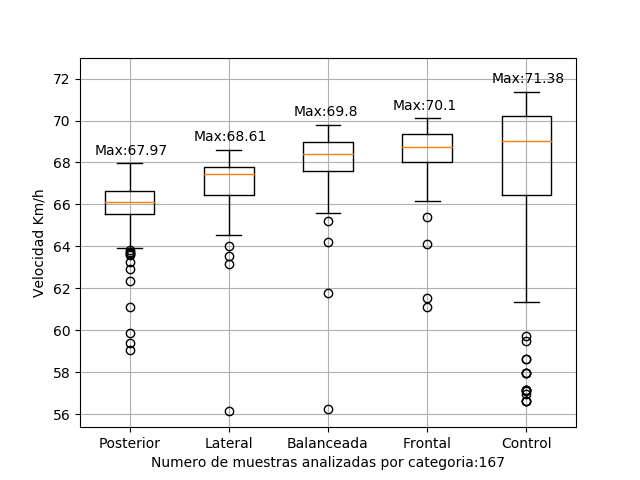 Max:71.38
Max:70.1
Max:69.8
Max:68.61
Max:67.97
72
70
68
66
64
62
60
58
56
Velocidad Km/h
Posterior Lateral Balanceada Frontal Control
Numero de muestras analizadas por categoria:167